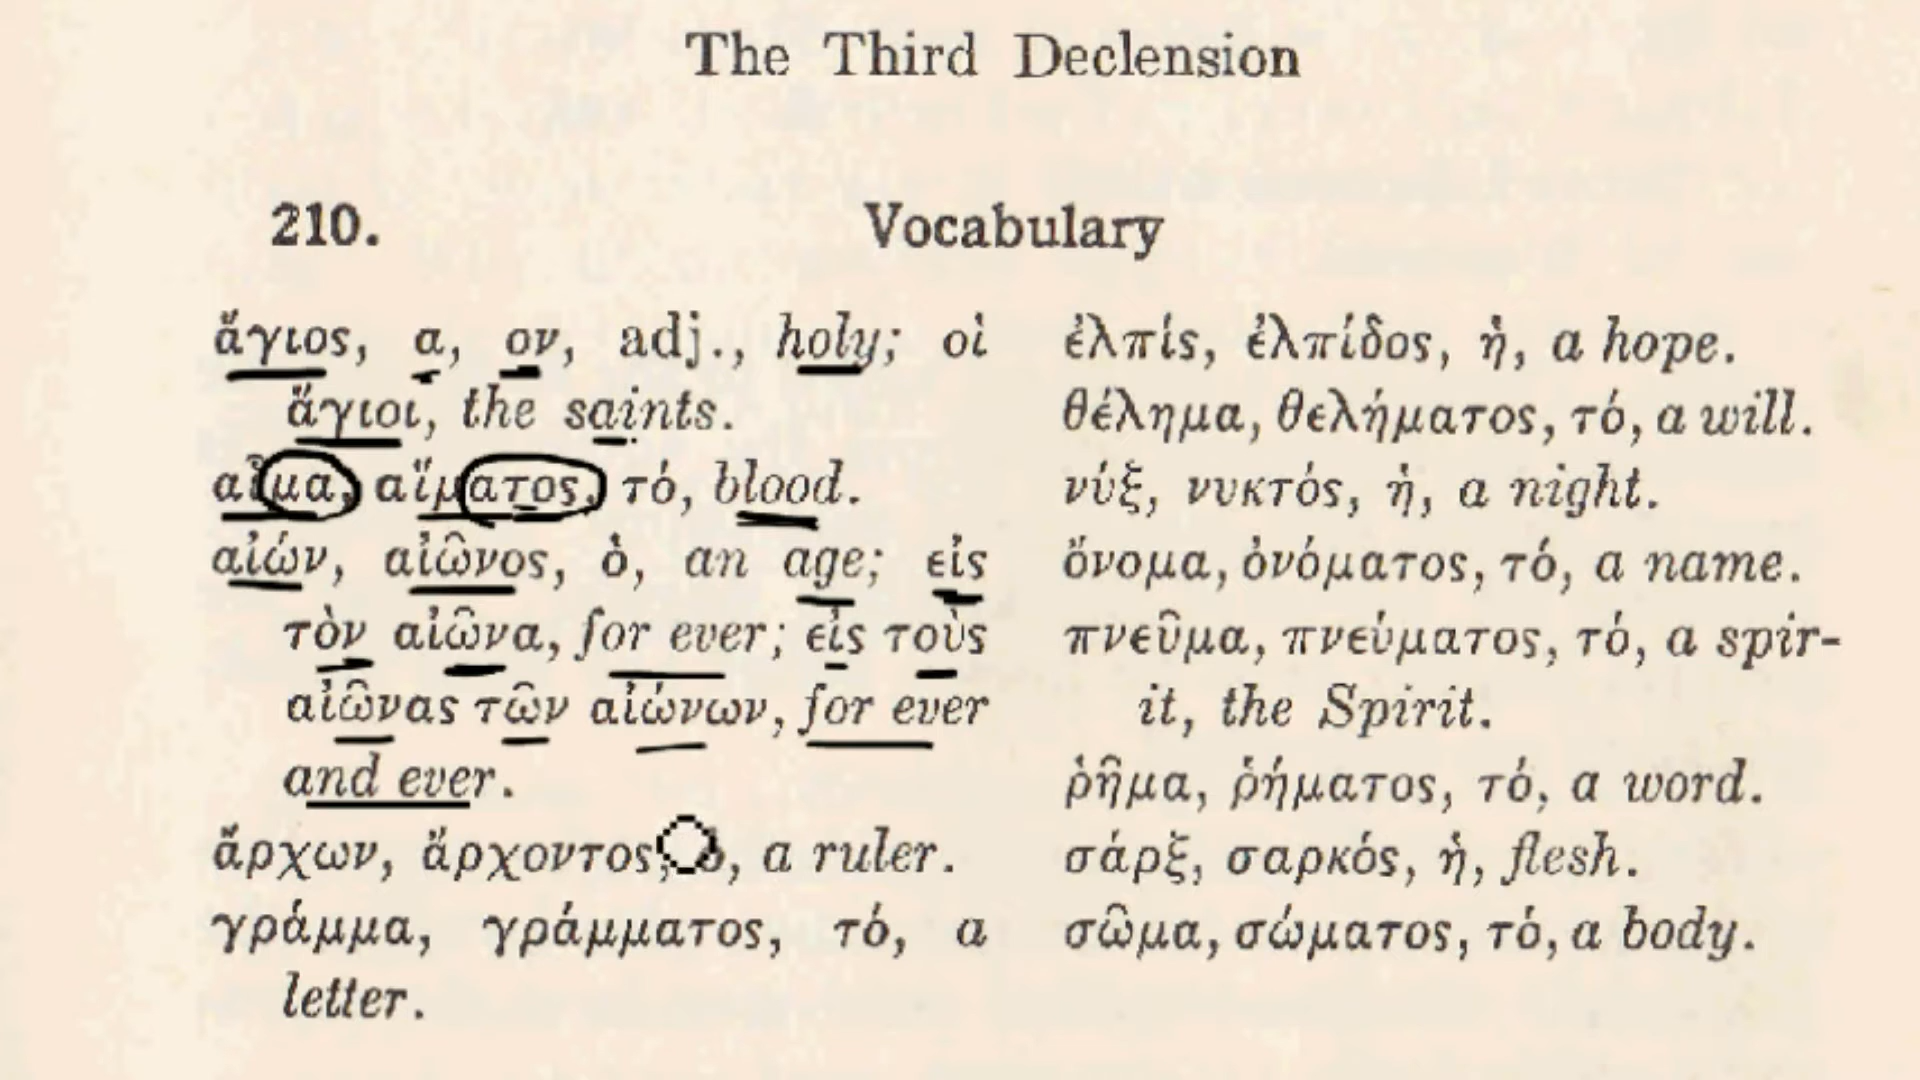 The Third Declension
210. Vocabulary
ἅγιος, α, ον, adj., holy; οἱ
ἅγιοι, the saints.
αἷμα, αἵματος, τό, blood.
αἰών, αἰῶνος, ὁ, an age; εἰς
τὸν αἰῶνα, for ever; εἰς τοὺς
αἰῶνας τῶν αἰώνων, for ever
and ever.
ἄρχων, ἄρχοντος, ὁ, a ruler.
γράμμα, γράμματος, τό, a
letter.
ἐλπίς, ἐλπίδος, ἡ, a hope.
θέλημα, θελήματος, τό, a will.
νύξ, νυκτός, ἡ, a night.
ὄνομα, ὀνόματος, τό, a name.
πνεῦμα, πνεύματος, τό, a spir-
it, the Spirit.
ῥῆμα, ῥήματος, τό, a word.
σάρξ, σαρκός, ἡ, flesh.
σῶμα, σώματος, τό, a body.